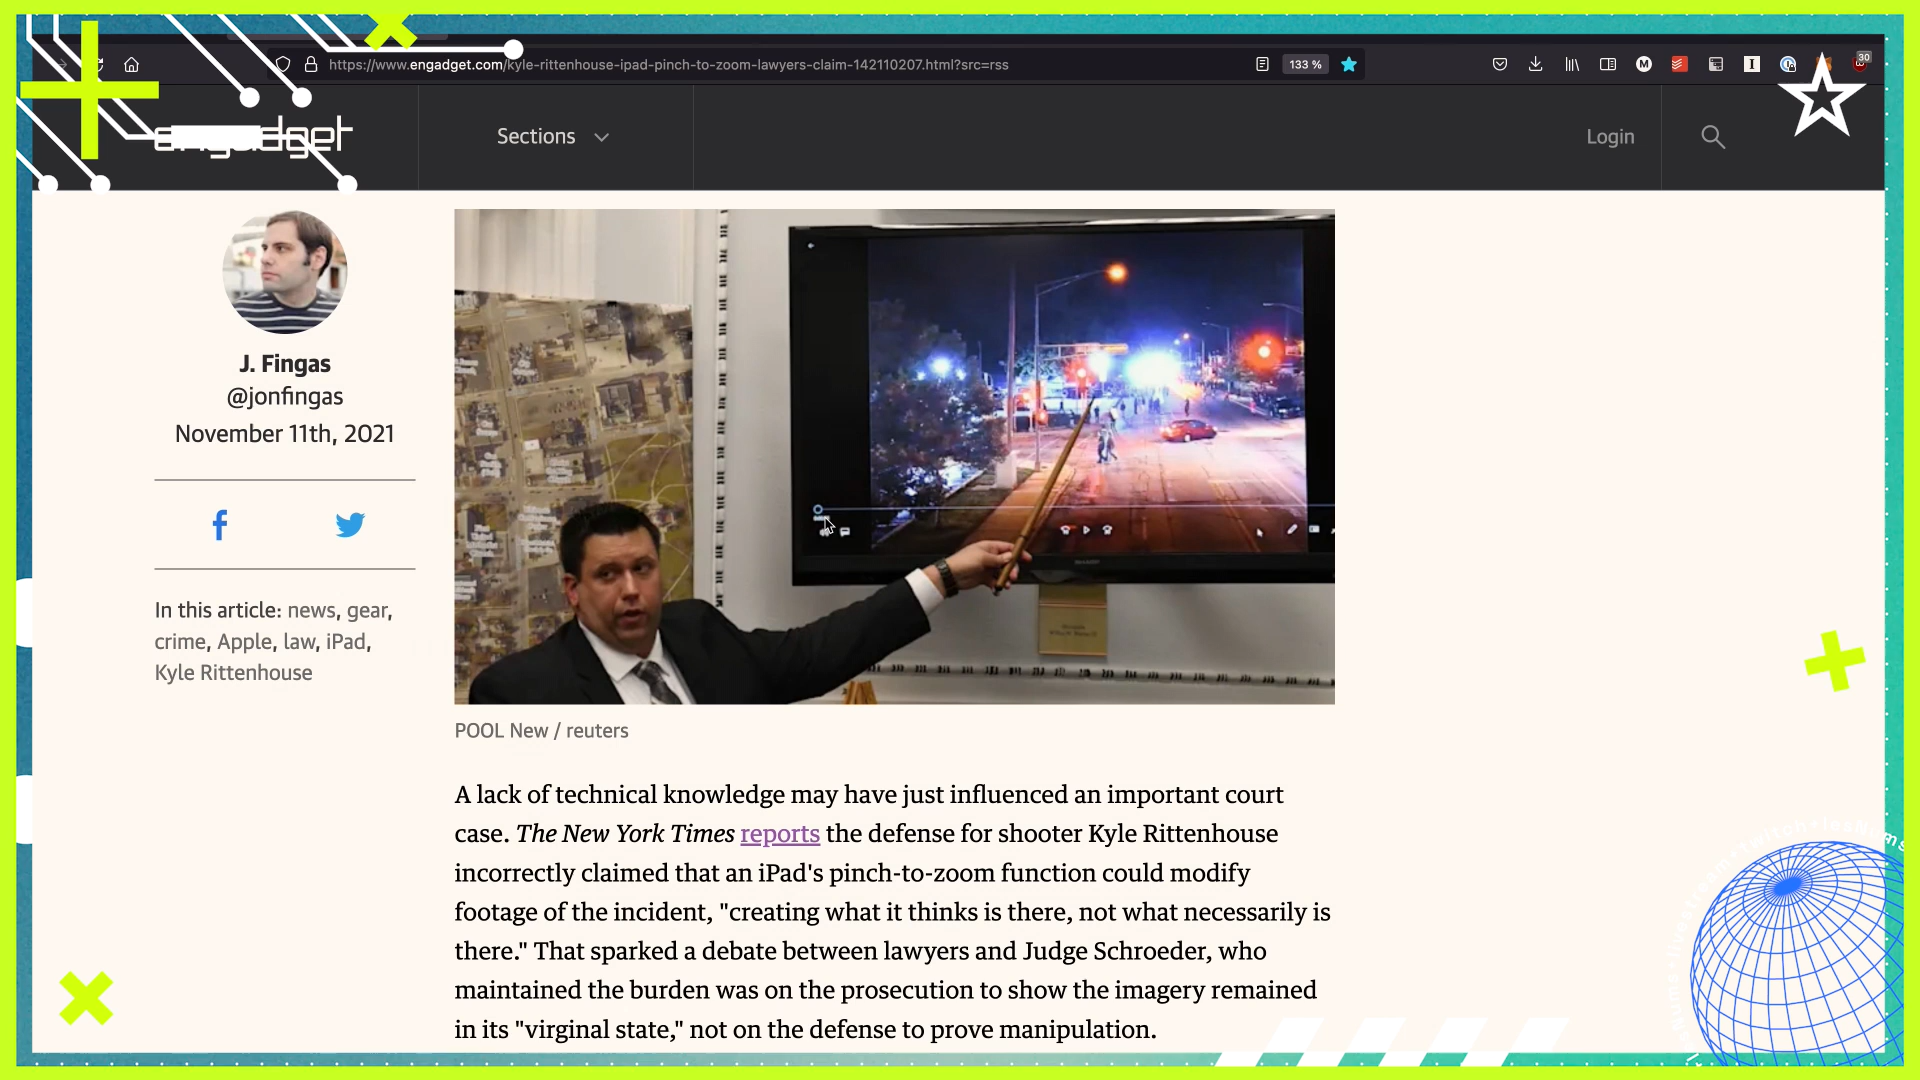 https://www.engadget.com/kyle-rittenhouse-ipad-pinch-to-zoom-lawyers-claim-142110207.html?src=rss
133 %
30
engadget
Sections
Login
J. Fingas
@jonfingas
November 11th, 2021
In this article: news, gear,
crime, Apple, law, iPad,
Kyle Rittenhouse
POOL New / reuters
A lack of technical knowledge may have just influenced an important court
case. The New York Times reports the defense for shooter Kyle Rittenhouse
incorrectly claimed that an iPad's pinch-to-zoom function could modify
footage of the incident, "creating what it thinks is there, not what necessarily is
there." That sparked a debate between lawyers and Judge Schroeder, who
maintained the burden was on the prosecution to show the imagery remained
in its "virginal state," not on the defense to prove manipulation.